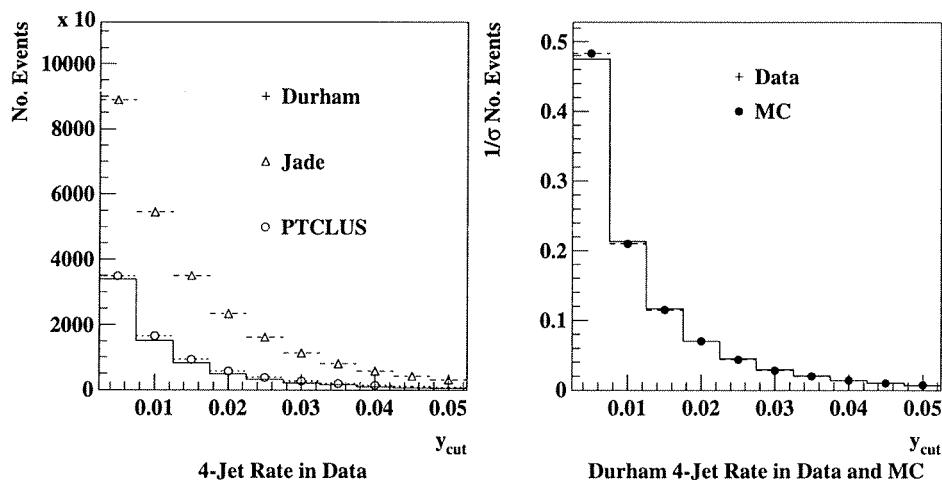 x 10
No. Events
10000
8000
6000
4000
2000
0
+ Durham
△ Jade
○ PTCLUS
0.01 0.02 0.03 0.04 0.05
y_cut
4-Jet Rate in Data
1/σ No. Events
0.5
0.4
0.3
0.2
0.1
0
+ Data
● MC
0.01 0.02 0.03 0.04 0.05
y_cut
Durham 4-Jet Rate in Data and MC